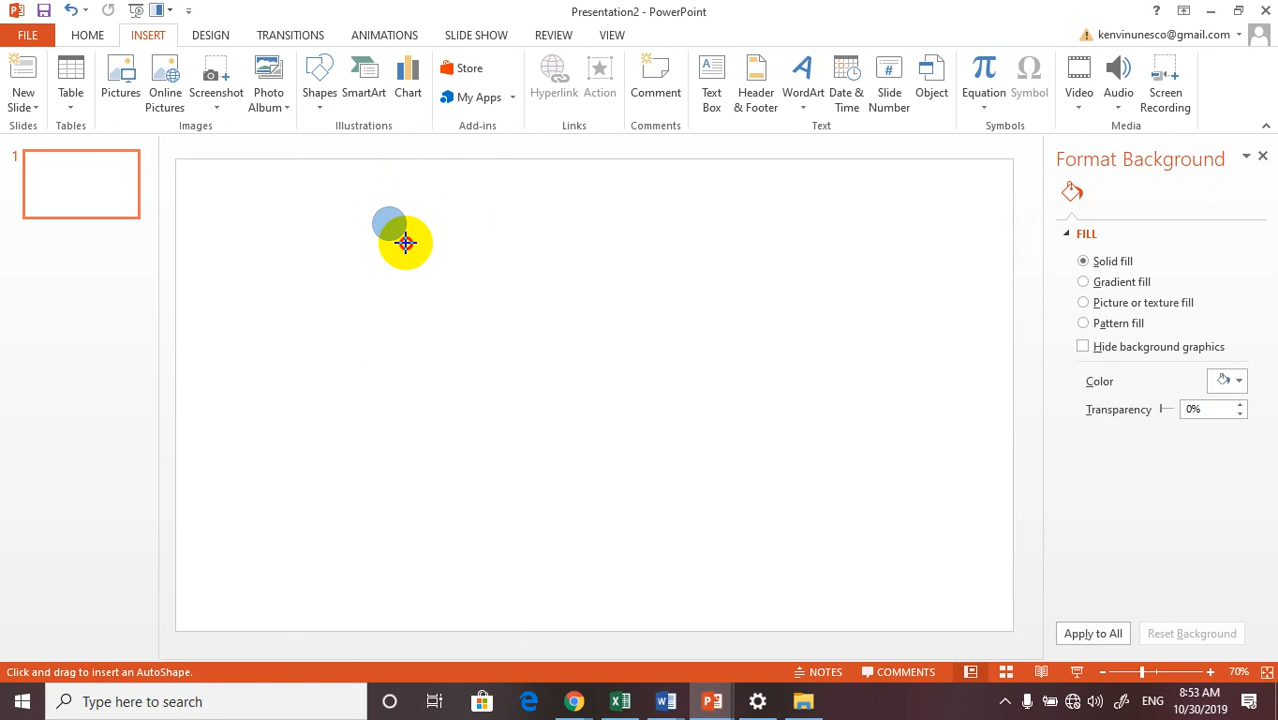 Presentation2 - PowerPoint
?
FILE HOME INSERT DESIGN TRANSITIONS ANIMATIONS SLIDE SHOW REVIEW VIEW kenvinunesco@gmail.com
New Slide
Table
Pictures
Online Pictures
Screenshot
Photo Album
Shapes
SmartArt
Chart
Store
My Apps
Hyperlink
Action
Comment
Text Box
Header & Footer
WordArt
Date & Time
Slide Number
Object
Equation
Symbol
Video
Audio
Screen Recording
Slides Tables Images Illustrations Add-ins Links Comments Text Symbols Media
1
Format Background
FILL
Solid fill
Gradient fill
Picture or texture fill
Pattern fill
Hide background graphics
Color
Transparency 0%
Apply to All Reset Background
Click and drag to insert an AutoShape. NOTES COMMENTS 70%
Type here to search
ENG
8:53 AM
10/30/2019